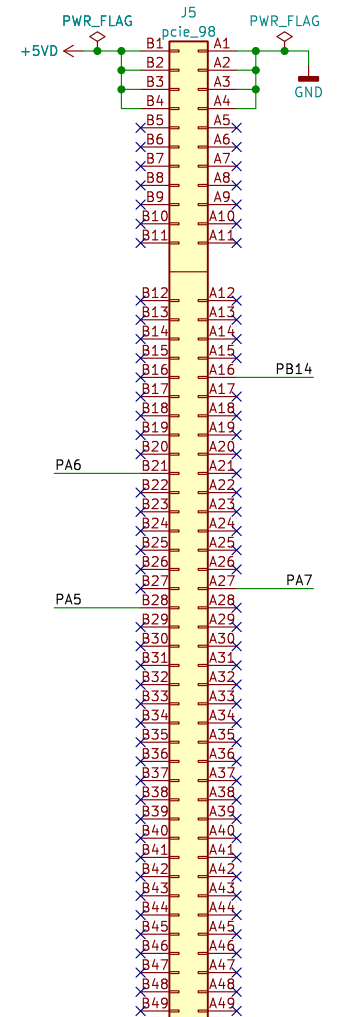 J5
PWR_FLAG PWR_FLAG
pcie_98
+5VD B1 A1
B2 A2
B3 A3
GND
B4 A4
B5 A5
B6 A6
B7 A7
B8 A8
B9 A9
B10 A10
B11 A11
B12 A12
B13 A13
B14 A14
B15 A15
B16 A16 PB14
B17 A17
B18 A18
B19 A19
B20 A20
PA6 B21 A21
B22 A22
B23 A23
B24 A24
B25 A25
B26 A26
B27 A27 PA7
PA5 B28 A28
B29 A29
B30 A30
B31 A31
B32 A32
B33 A33
B34 A34
B35 A35
B36 A36
B37 A37
B38 A38
B39 A39
B40 A40
B41 A41
B42 A42
B43 A43
B44 A44
B45 A45
B46 A46
B47 A47
B48 A48
B49 A49